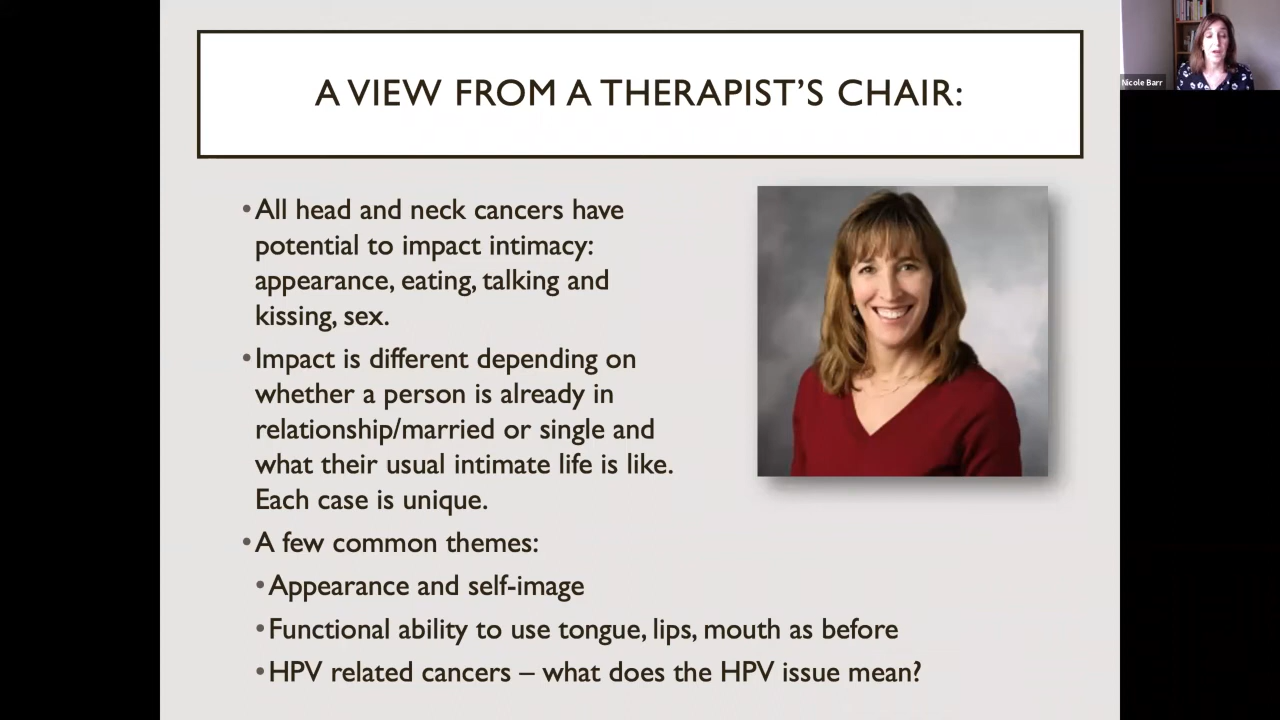 A VIEW FROM A THERAPIST'S CHAIR:
Nicole Barr
•All head and neck cancers have
potential to impact intimacy:
appearance, eating, talking and
kissing, sex.
•Impact is different depending on
whether a person is already in
relationship/married or single and
what their usual intimate life is like.
Each case is unique.
•A few common themes:
•Appearance and self-image
•Functional ability to use tongue, lips, mouth as before
•HPV related cancers – what does the HPV issue mean?